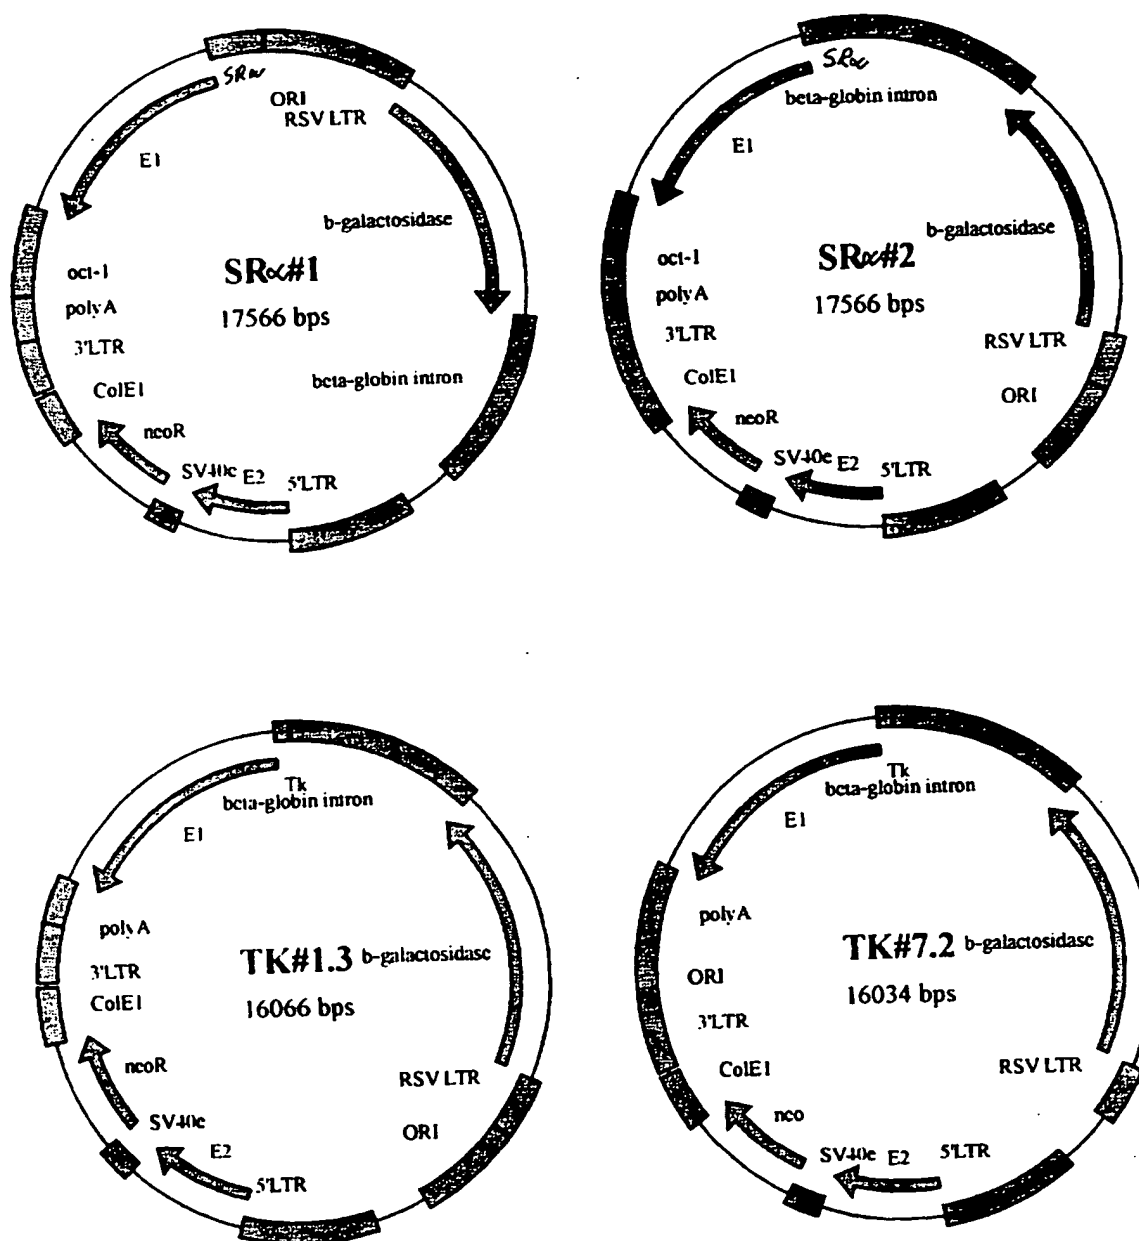 SR∝
ORI
RSV LTR
E1
b-galactosidase
oct-1
SR∝#1
polyA
17566 bps
3'LTR
beta-globin intron
ColE1
neoR
SV40e
E2
5'LTR
SR∝
beta-globin intron
E1
b-galactosidase
oct-1
SR∝#2
polyA
17566 bps
3'LTR
RSV LTR
ColE1
ORI
neoR
SV40e
E2
5'LTR
Tk
beta-globin intron
E1
polyA
TK#1.3
b-galactosidase
3'LTR
ColE1
16066 bps
neoR
RSV LTR
SV40e
ORI
E2
5'LTR
Tk
beta-globin intron
E1
polyA
TK#7.2
b-galactosidase
ORI
16034 bps
3'LTR
ColE1
RSV LTR
neo
SV40e
E2
5'LTR